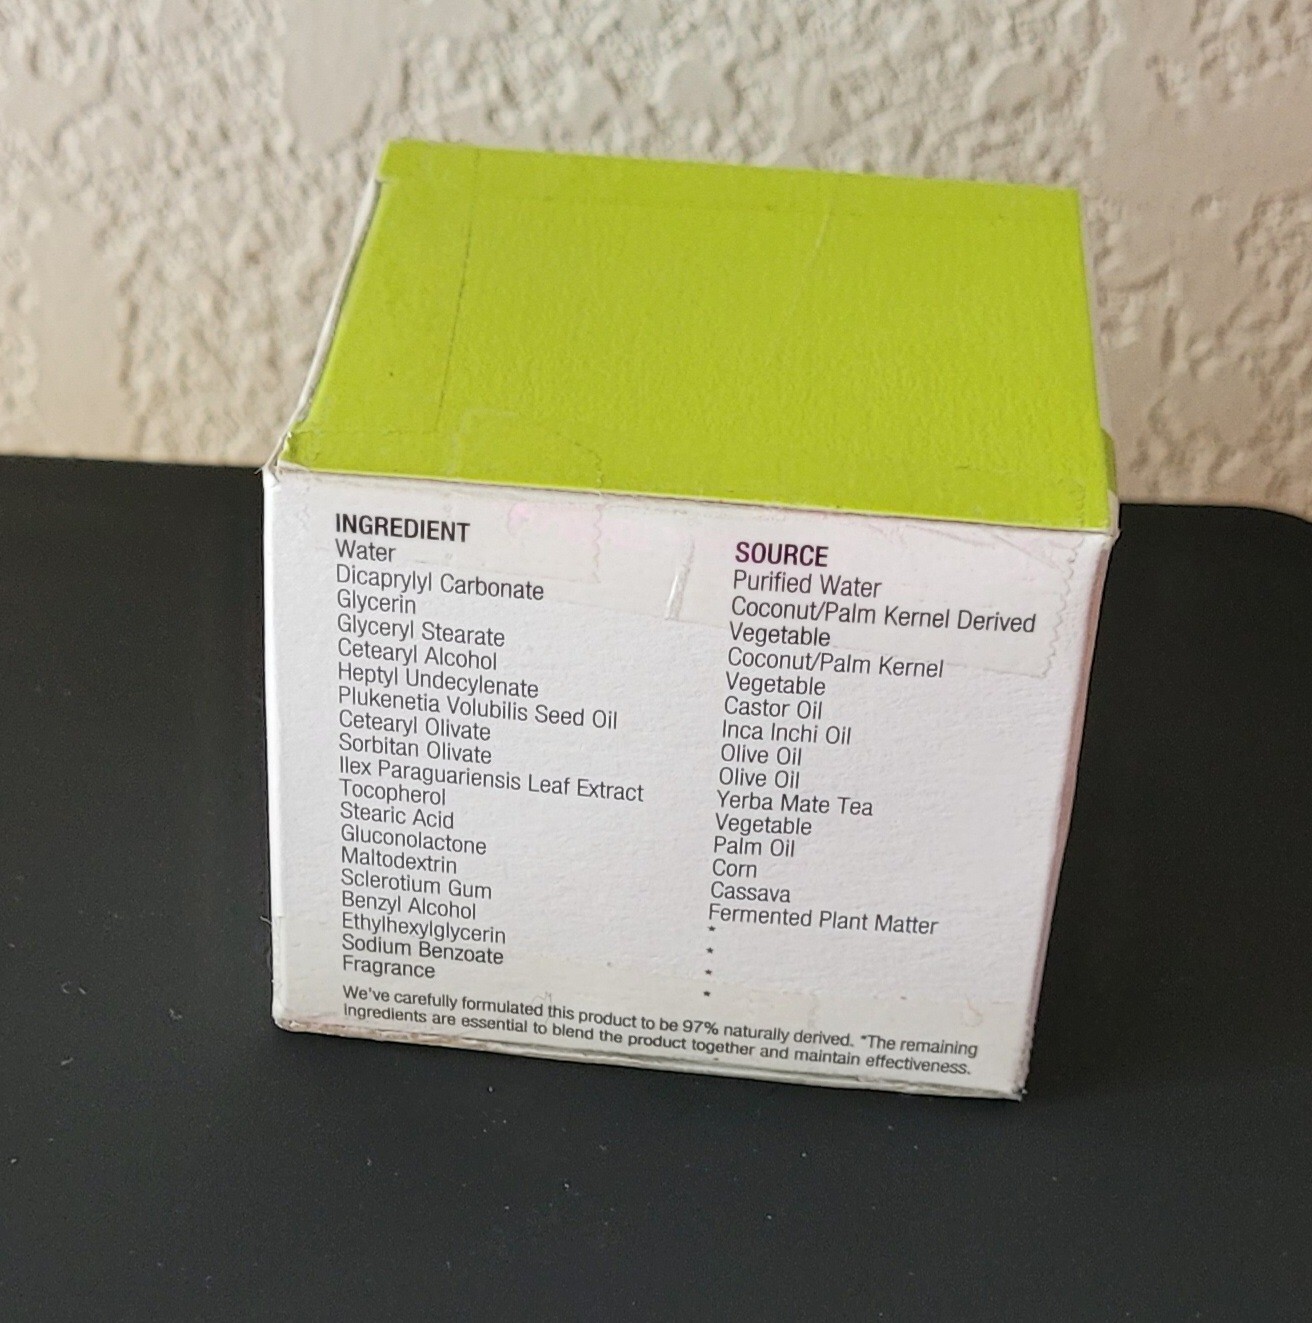 INGREDIENT SOURCE
Water Purified Water
Dicaprylyl Carbonate Coconut/Palm Kernel Derived
Glycerin Vegetable
Glyceryl Stearate Coconut/Palm Kernel
Cetearyl Alcohol Vegetable
Heptyl Undecylenate Castor Oil
Plukenetia Volubilis Seed Oil Inca Inchi Oil
Cetearyl Olivate Olive Oil
Sorbitan Olivate Olive Oil
Ilex Paraguariensis Leaf Extract Yerba Mate Tea
Tocopherol Vegetable
Stearic Acid Palm Oil
Gluconolactone Corn
Maltodextrin Cassava
Sclerotium Gum Fermented Plant Matter
Benzyl Alcohol *
Ethylhexylglycerin *
Sodium Benzoate *
Fragrance *
We've carefully formulated this product to be 97% naturally derived. *The remaining
ingredients are essential to blend the product together and maintain effectiveness.